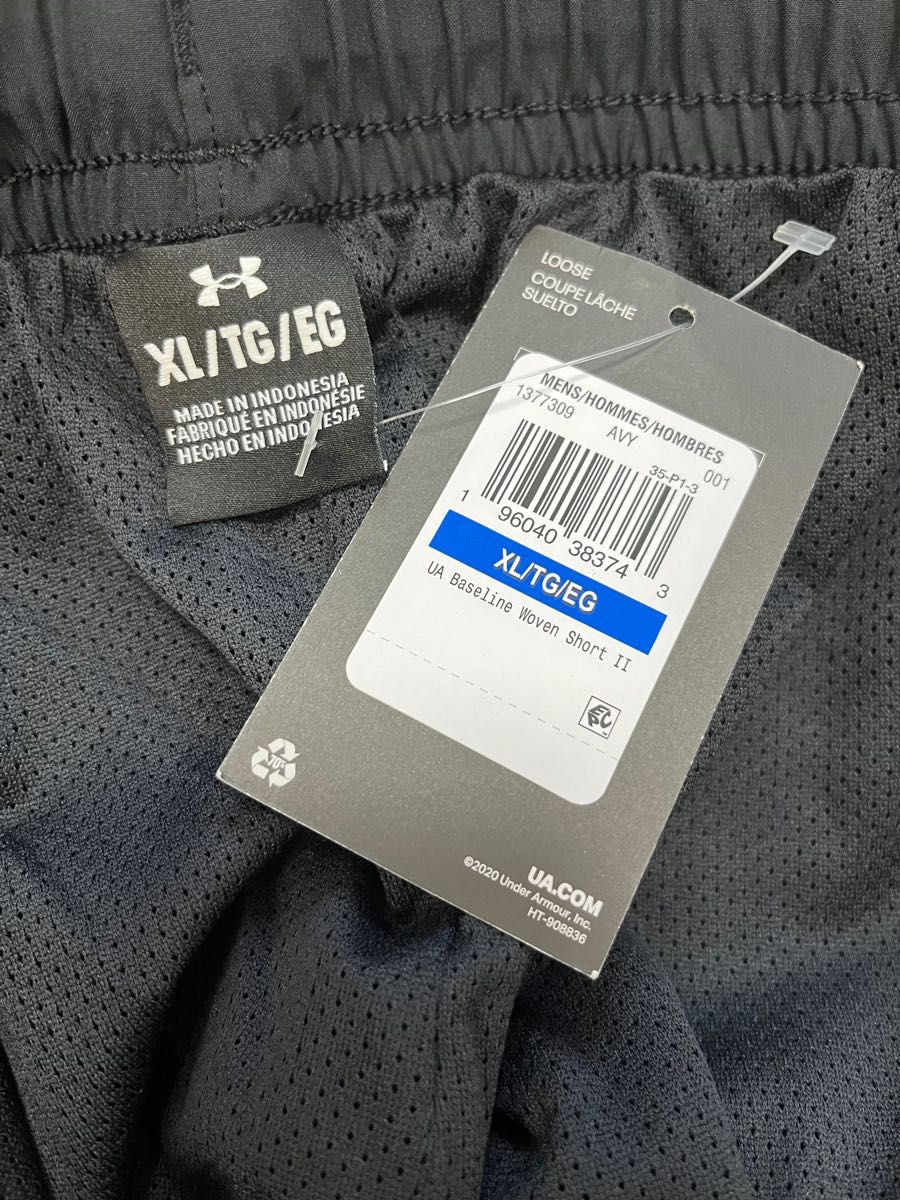 XL/TG/EG
MADE IN INDONESIA
FABRIQUÉ EN INDONÉSIE
HECHO EN INDONESIA
LOOSE
COUPE LÂCHE
SUELTO
MENS/HOMMES/HOMBRES
1377309 AVY 001
35-P1-3
1 96040 38374 3
XL/TG/EG
UA Baseline Woven Short II
EPC
70%
UA.COM
©2020 Under Armour, Inc.
HT-908836